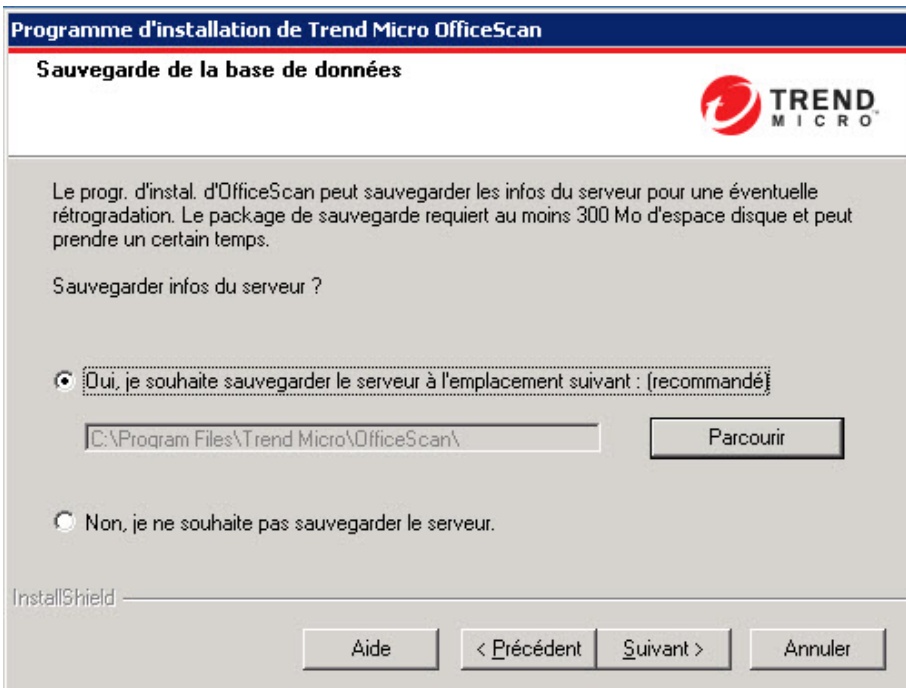 Programme d'installation de Trend Micro OfficeScan
Sauvegarde de la base de données
TREND
MICRO
Le progr. d'instal. d'OfficeScan peut sauvegarder les infos du serveur pour une éventuelle
rétrogradation. Le package de sauvegarde requiert au moins 300 Mo d'espace disque et peut
prendre un certain temps.
Sauvegarder infos du serveur ?
Oui, je souhaite sauvegarder le serveur à l'emplacement suivant : (recommandé)
C:\Program Files\Trend Micro\OfficeScan\
Parcourir
Non, je ne souhaite pas sauvegarder le serveur.
InstallShield
Aide
< Précédent
Suivant >
Annuler